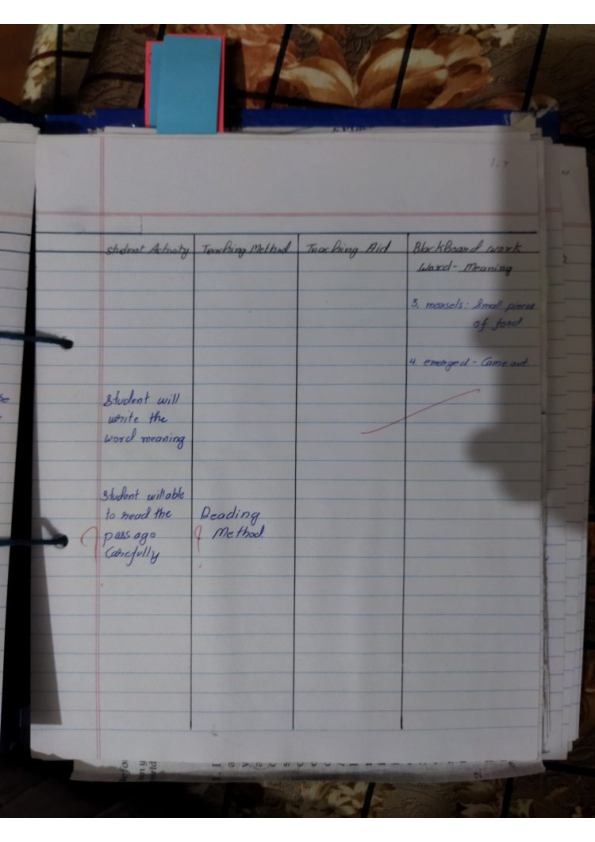 Student Activity
Teaching Method
Teaching Aid
Blackboard work
Word - Meaning
3. morsels: Small pieces
of food
4. emerged - Came out
Student will
write the
word meaning
Student will able
to read the
passage
Carefully
Reading
Method